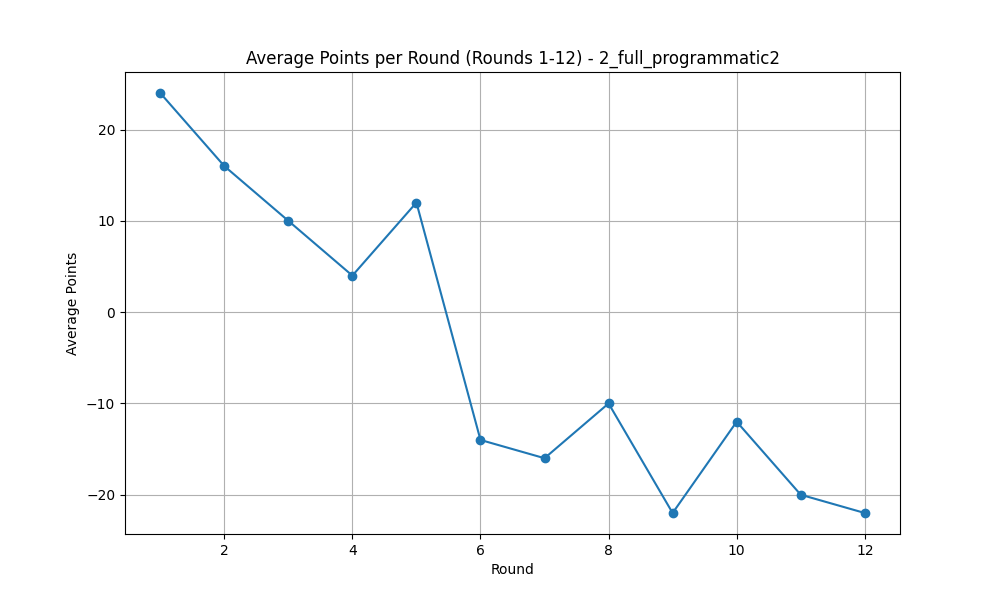 Average Points per Round (Rounds 1-12) - 2_full_programmatic2
20
10
0
−10
−20
Average Points
2 4 6 8 10 12
Round